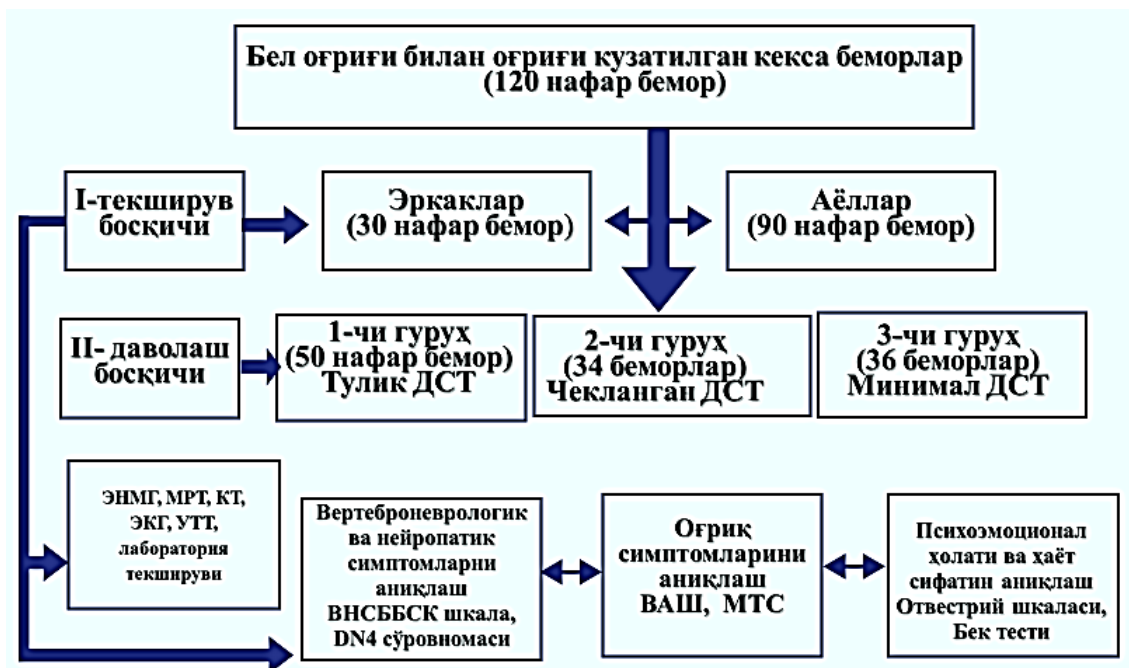 Бел оғриғи билан оғриғи кузатилган кекса беморлар
(120 нафар бемор)
I-текширув
босқичи
Эркаклар
(30 нафар бемор)
Аёллар
(90 нафар бемор)
II- даволаш
босқичи
1-чи гуруҳ
(50 нафар бемор)
Тулик ДСТ
2-чи гуруҳ
(34 беморлар)
Чекланган ДСТ
3-чи гуруҳ
(36 беморлар)
Минимал ДСТ
ЭНМГ, МРТ, КТ,
ЭКГ, УТТ,
лаборатория
текшируви
Вертеброневрологик
ва нейропатик
симптомларни
аниқлаш
ВНСББСК шкала,
DN4 сўровномаси
Оғриқ
симптомларини
аниқлаш
ВАШ, МТС
Психоэмоционал
ҳолати ва ҳаёт
сифатин аниқлаш
Отвестрий шкаласи,
Бек тести